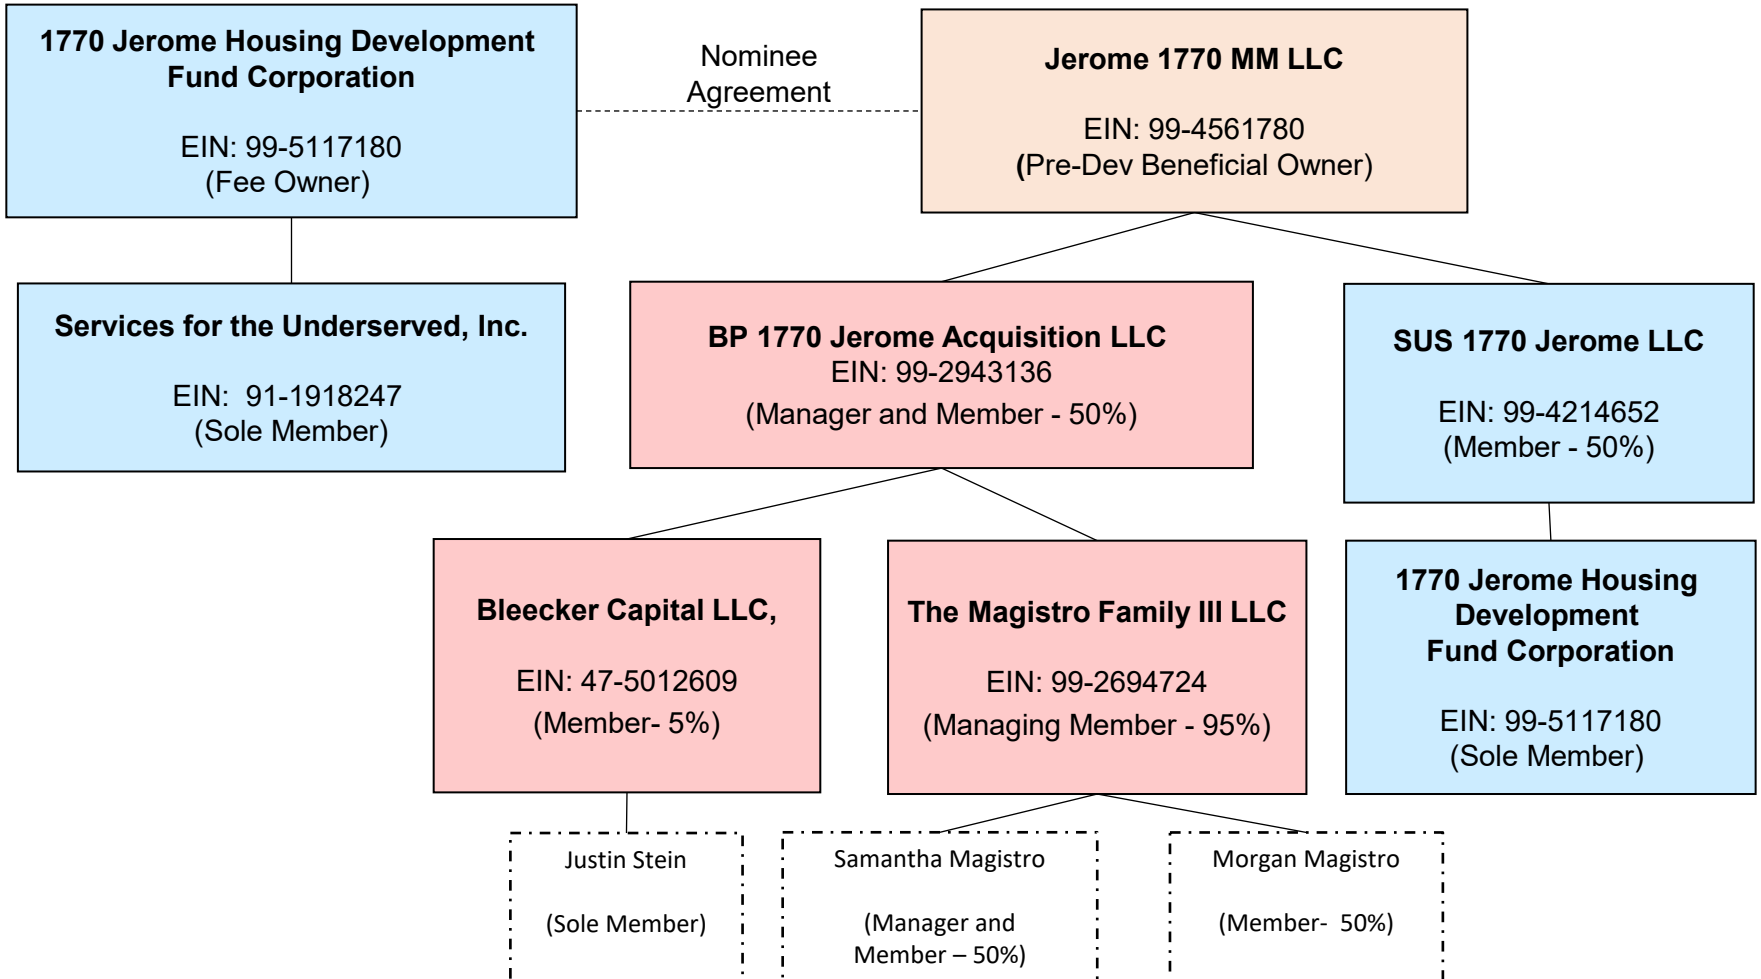 1770 Jerome Housing Development
Fund Corporation
EIN: 99-5117180
(Fee Owner)
Nominee
Agreement
Jerome 1770 MM LLC
EIN: 99-4561780
(Pre-Dev Beneficial Owner)
Services for the Underserved, Inc.
EIN:  91-1918247
(Sole Member)
BP 1770 Jerome Acquisition LLC
EIN: 99-2943136
(Manager and Member - 50%)
SUS 1770 Jerome LLC
EIN: 99-4214652
(Member - 50%)
Bleecker Capital LLC,
EIN: 47-5012609
(Member- 5%)
The Magistro Family III LLC
EIN: 99-2694724
(Managing Member - 95%)
1770 Jerome Housing
Development
Fund Corporation
EIN: 99-5117180
(Sole Member)
Justin Stein
(Sole Member)
Samantha Magistro
(Manager and
Member – 50%)
Morgan Magistro
(Member-  50%)